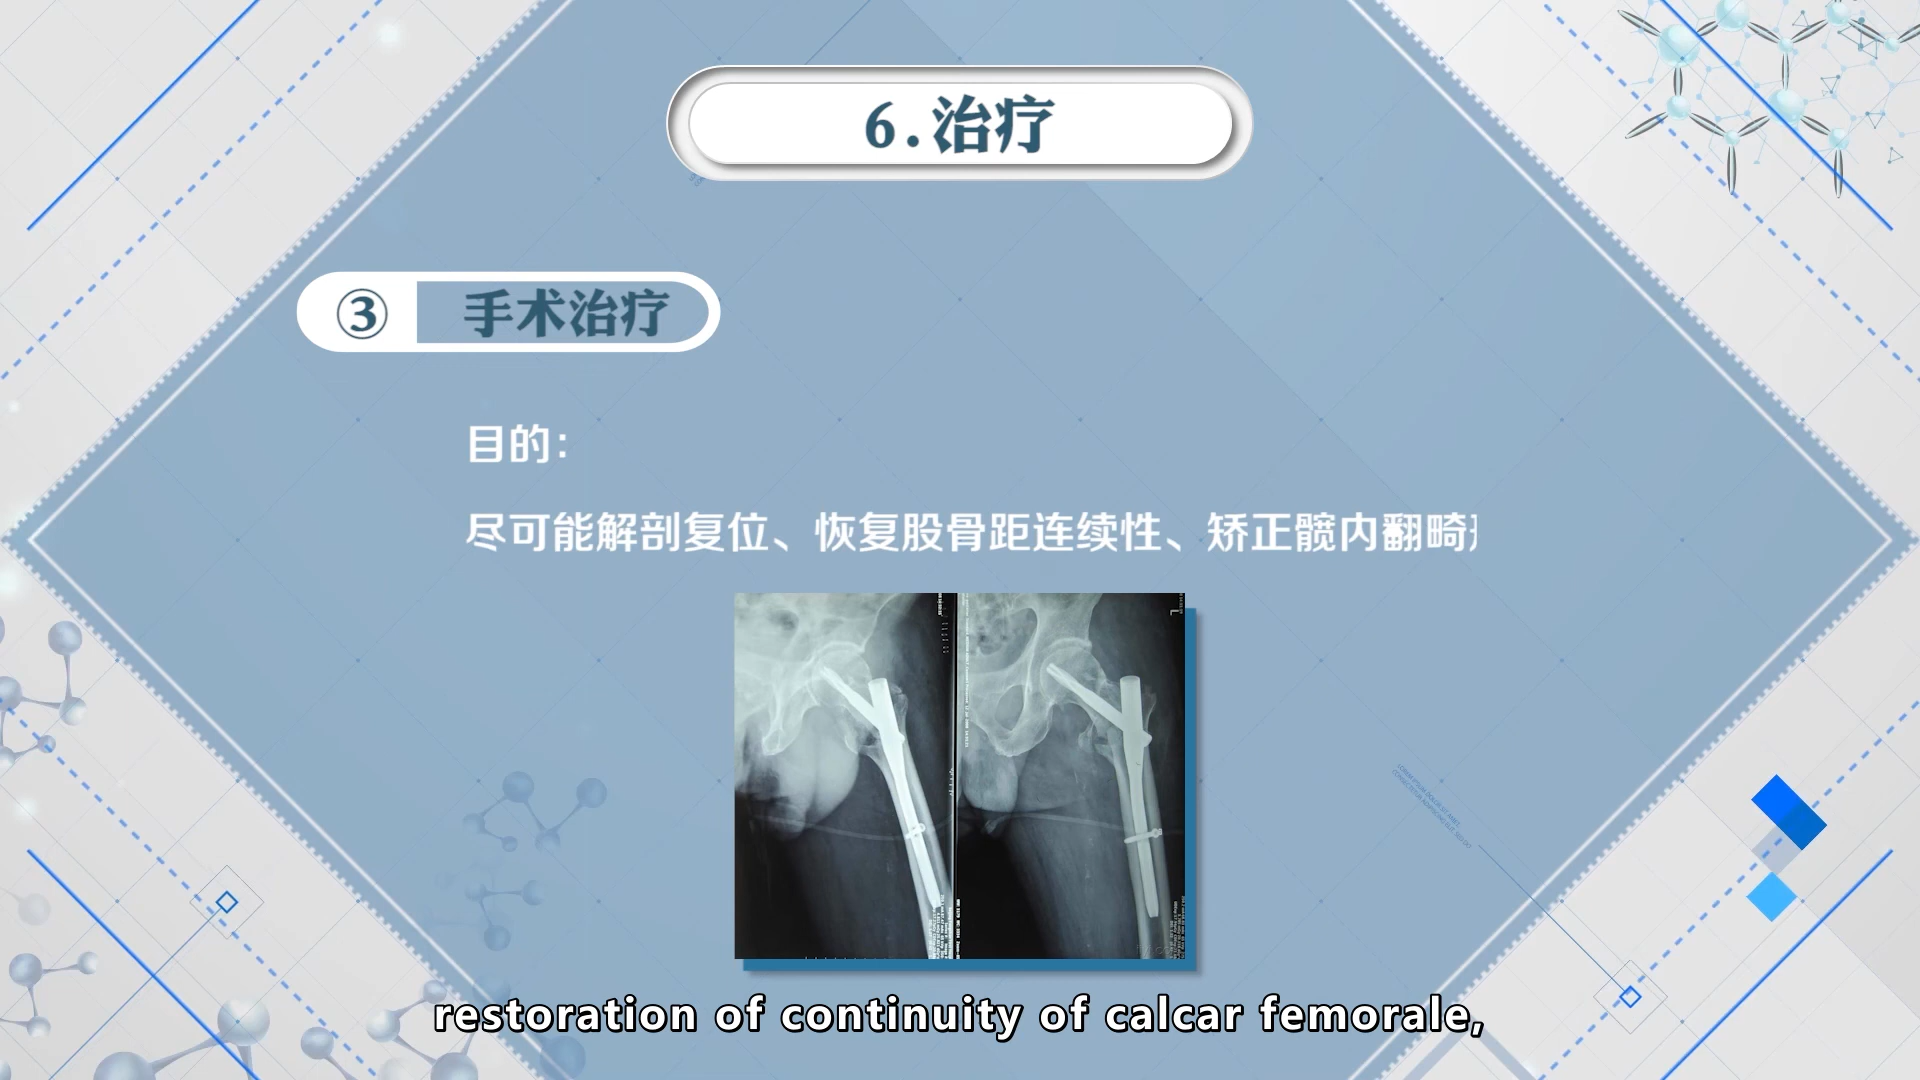 6.治疗
③ 手术治疗
目的：
尽可能解剖复位、恢复股骨距连续性、矫正髋内翻畸
restoration of continuity of calcar femorale,